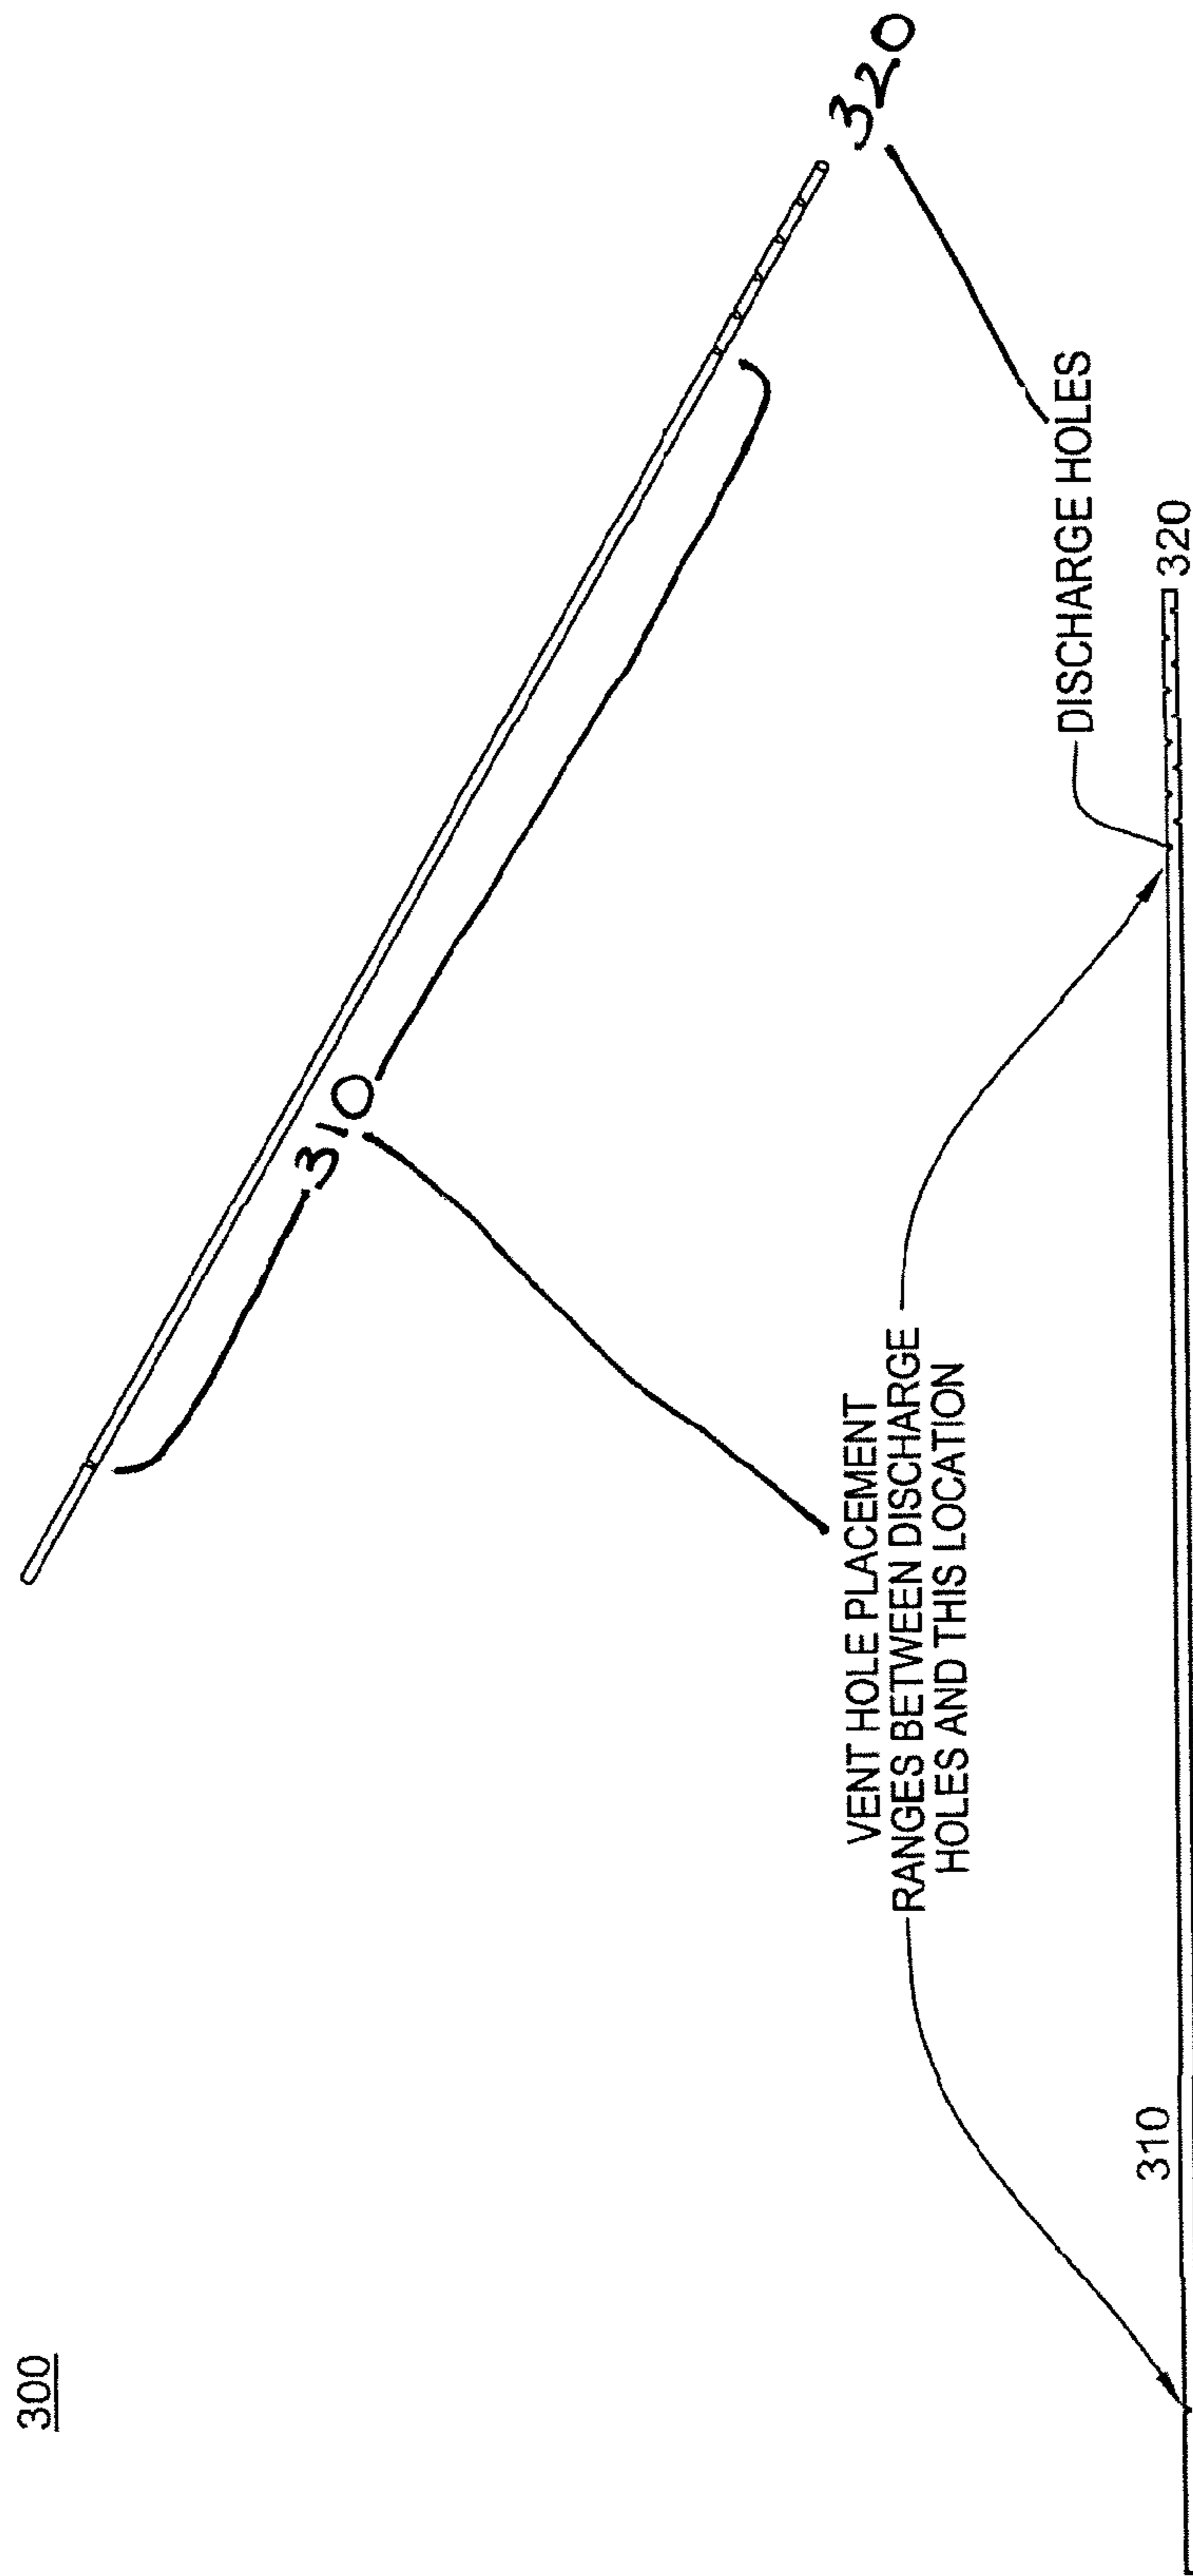 300
310
320
VENT HOLE PLACEMENT
RANGES BETWEEN DISCHARGE
HOLES AND THIS LOCATION
DISCHARGE HOLES
310
320